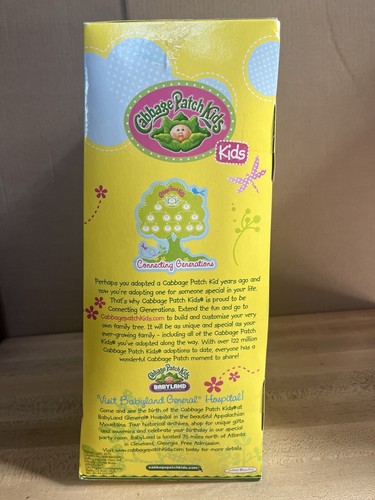 Cabbage Patch Kids
Kids
Connecting Generations
Perhaps you adopted a Cabbage Patch Kid years ago and
now you're adopting one for someone special in your life.
That's why Cabbage Patch Kids® is proud to be
Connecting Generations. Extend the fun and go to
CabbagepatchKids.com to build and customize your very
own family tree. It will be as unique and special as your
ever-growing family - including all of the Cabbage Patch
Kids® you've adopted along the way. With over 122 million
Cabbage Patch Kids® adoptions to date, everyone has a
wonderful Cabbage Patch moment to share!
Cabbage Patch Kids
BABYLAND
Visit Babyland General® Hospital!
Come and see the birth of the Cabbage Patch Kids® at
BabyLand General® Hospital in the beautiful Appalachian
Mountains. Tour historical archives, shop for unique gifts
and souvenirs and celebrate your birthday in our special
party room. BabyLand is located 75 miles north of Atlanta
in Cleveland, Georgia. Free Admission.
Visit www.cabbagepatchkids.com today for more details.
cabbagepatchkids.com